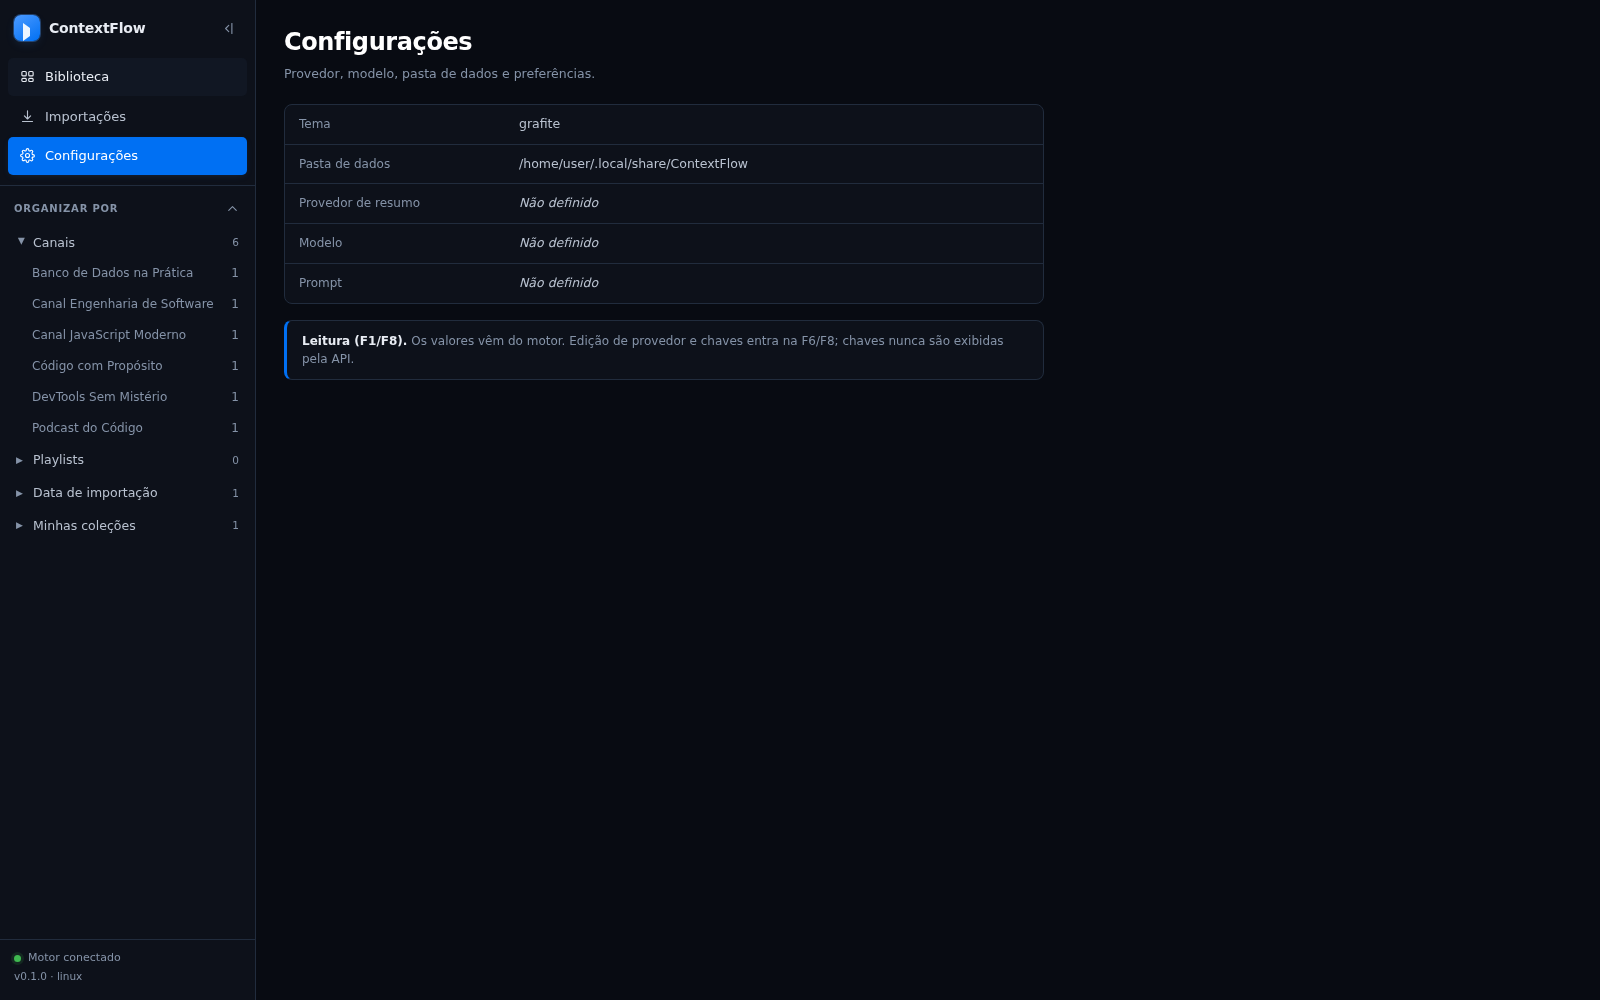 ContextFlow
Biblioteca
Importações
Configurações
ORGANIZAR POR
Canais 6
Banco de Dados na Prática 1
Canal Engenharia de Software 1
Canal JavaScript Moderno 1
Código com Propósito 1
DevTools Sem Mistério 1
Podcast do Código 1
Playlists 0
Data de importação 1
Minhas coleções 1
Motor conectado
v0.1.0 · linux
Configurações
Provedor, modelo, pasta de dados e preferências.
Tema grafite
Pasta de dados /home/user/.local/share/ContextFlow
Provedor de resumo Não definido
Modelo Não definido
Prompt Não definido
Leitura (F1/F8). Os valores vêm do motor. Edição de provedor e chaves entra na F6/F8; chaves nunca são exibidas
pela API.